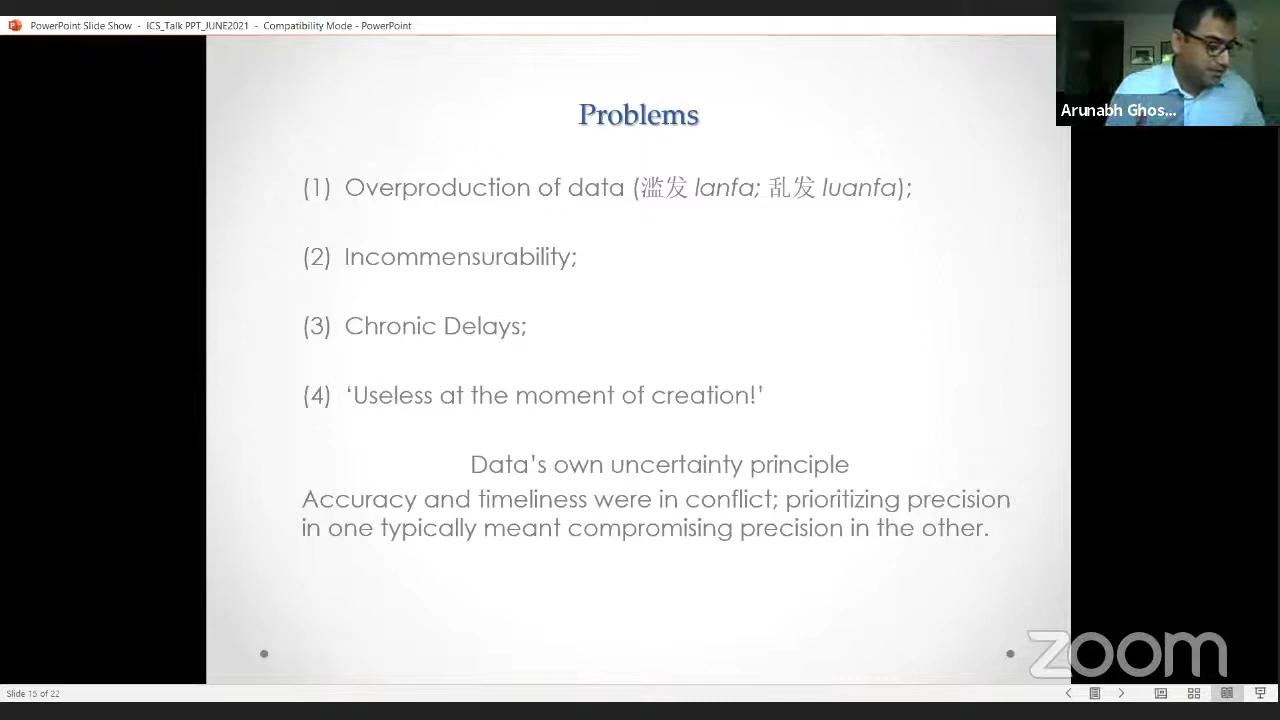 PowerPoint Slide Show - ICS_Talk PPT_JUNE2021 - Compatibility Mode - PowerPoint
Arunabh Ghos...
Problems
(1) Overproduction of data (滥发 lanfa; 乱发 luanfa);
(2) Incommensurability;
(3) Chronic Delays;
(4) ‘Useless at the moment of creation!’
Data’s own uncertainty principle
Accuracy and timeliness were in conflict; prioritizing precision
in one typically meant compromising precision in the other.
zoom
Slide 15 of 22